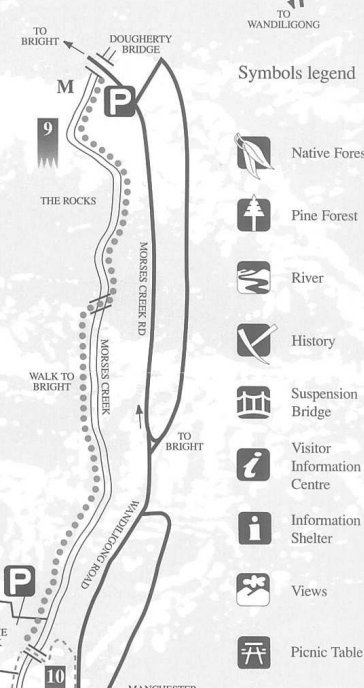 TO
BRIGHT
DOUGHERTY
BRIDGE
TO
WANDILIGONG
M
P
9
THE ROCKS
MORSES CREEK RD
MORSES CREEK
WALK TO
BRIGHT
TO
BRIGHT
WANDILIGONG ROAD
P
10
MANCHESTER
Symbols legend
Native Fores
Pine Forest
River
History
Suspension
Bridge
i
Visitor
Information
Centre
i
Information
Shelter
Views
Picnic Table